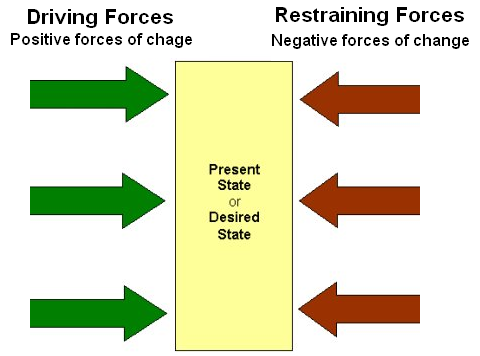 Driving Forces
Positive forces of chage
Restraining Forces
Negative forces of change
Present
State
or
Desired
State